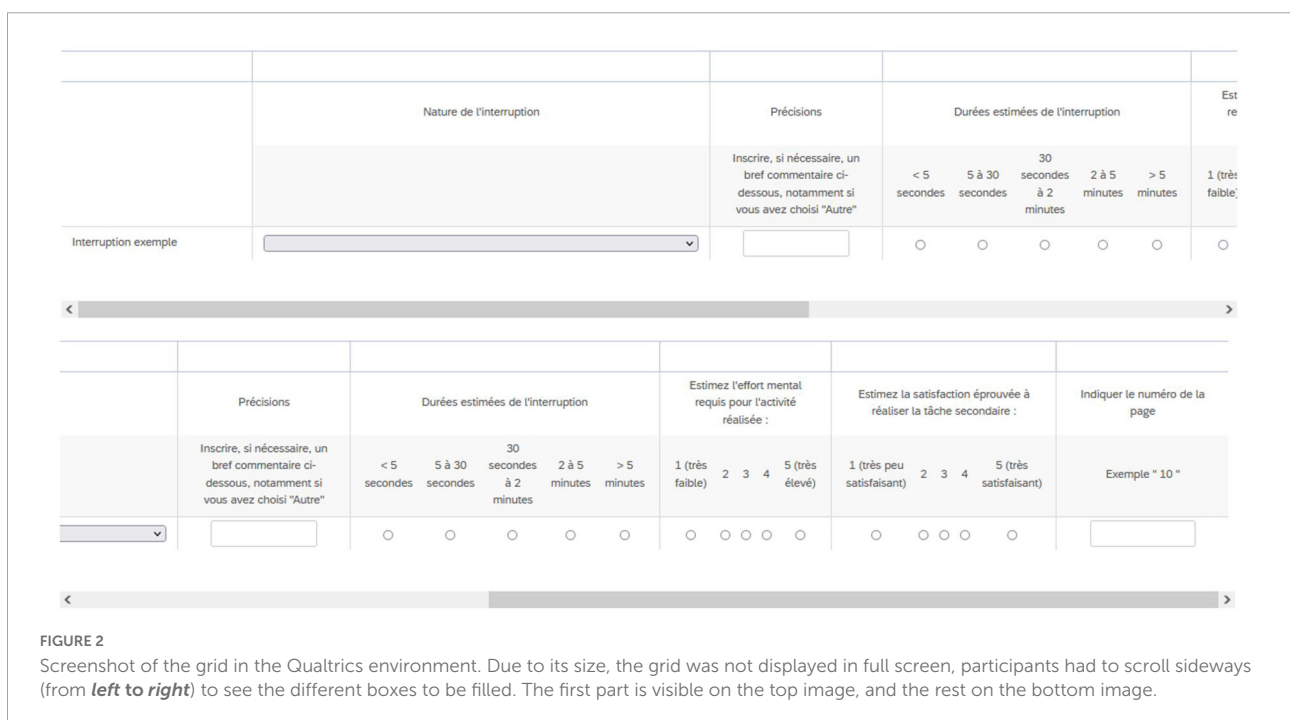 Nature de l'interruption
Précisions
Durées estimées de l'interruption
Est
re
Inscrire, si nécessaire, un
bref commentaire ci-
dessous, notamment si
vous avez choisi "Autre"
< 5
secondes
5 à 30
secondes
30
secondes
à 2
minutes
2 à 5
minutes
> 5
minutes
1 (très
faible)
Interruption exemple
Précisions
Durées estimées de l'interruption
Estimez l'effort mental
requis pour l'activité
réalisée :
Estimez la satisfaction éprouvée à
réaliser la tâche secondaire :
Indiquer le numéro de la
page
Inscrire, si nécessaire, un
bref commentaire ci-
dessous, notamment si
vous avez choisi "Autre"
< 5
secondes
5 à 30
secondes
30
secondes
à 2
minutes
2 à 5
minutes
> 5
minutes
1 (très
faible)
2 3 4
5 (très
élevé)
1 (très peu
satisfaisant)
2 3 4
5 (très
satisfaisant)
Exemple " 10 "
FIGURE 2
Screenshot of the grid in the Qualtrics environment. Due to its size, the grid was not displayed in full screen, participants had to scroll sideways
(from left to right) to see the different boxes to be filled. The first part is visible on the top image, and the rest on the bottom image.